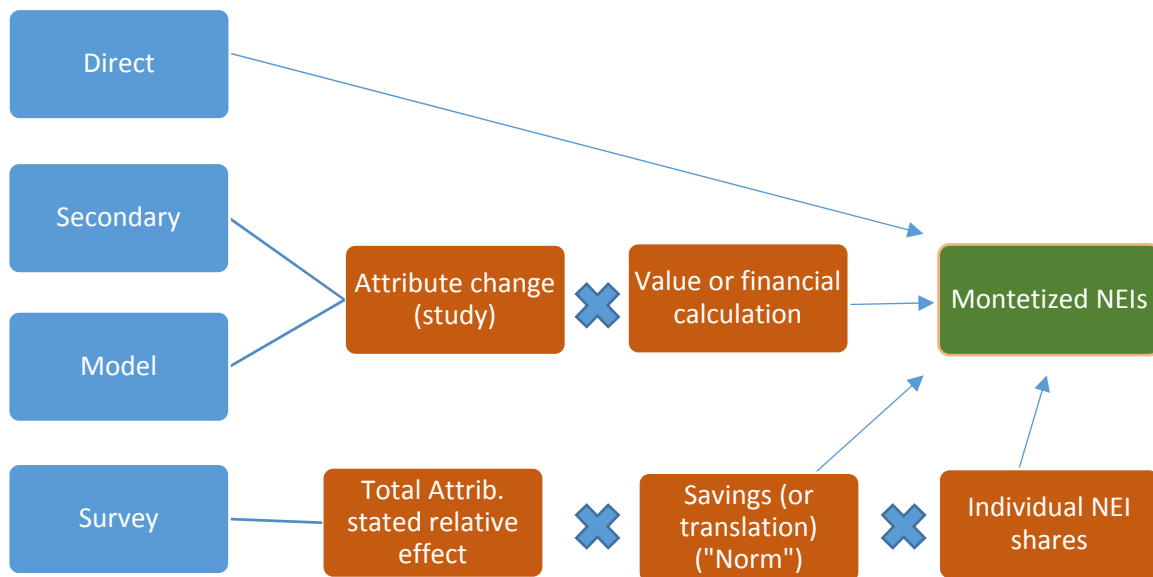 Direct
Secondary
Model
Survey
Attribute change
(study)
Value or financial
calculation
Montetized NEIs
Total Attrib.
stated relative
effect
Savings (or
translation)
("Norm")
Individual NEI
shares